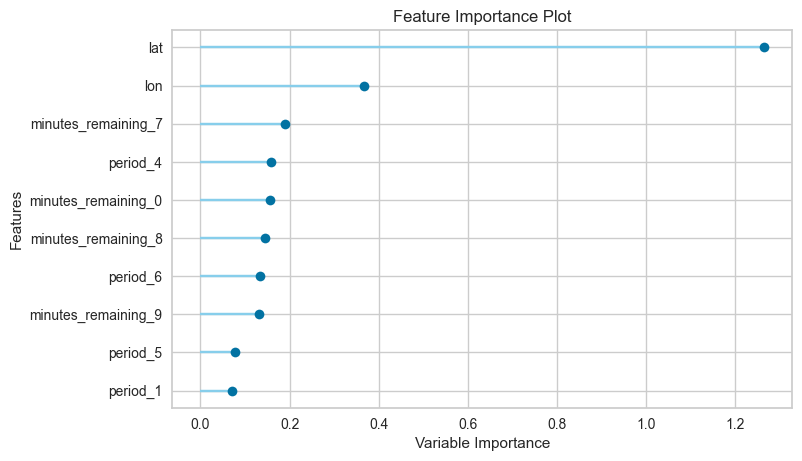 Feature Importance Plot
lat
lon
minutes_remaining_7
period_4
minutes_remaining_0
minutes_remaining_8
period_6
minutes_remaining_9
period_5
period_1
Features
0.0 0.2 0.4 0.6 0.8 1.0 1.2
Variable Importance